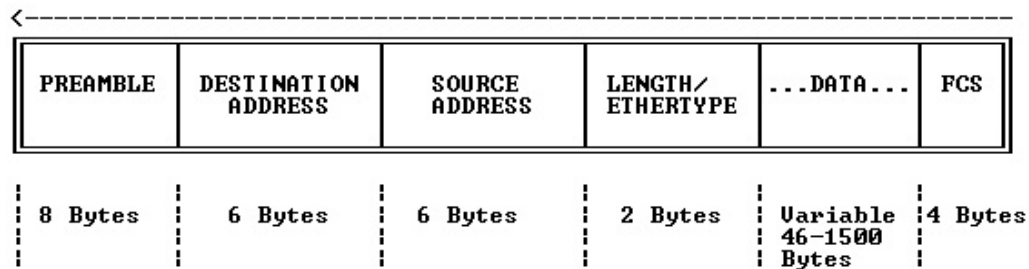 PREAMBLE DESTINATION SOURCE LENGTH/ ...DATA... FCS
ADDRESS ADDRESS ETHERTYPE
8 Bytes 6 Bytes 6 Bytes 2 Bytes Variable 4 Bytes
46-1500
Bytes